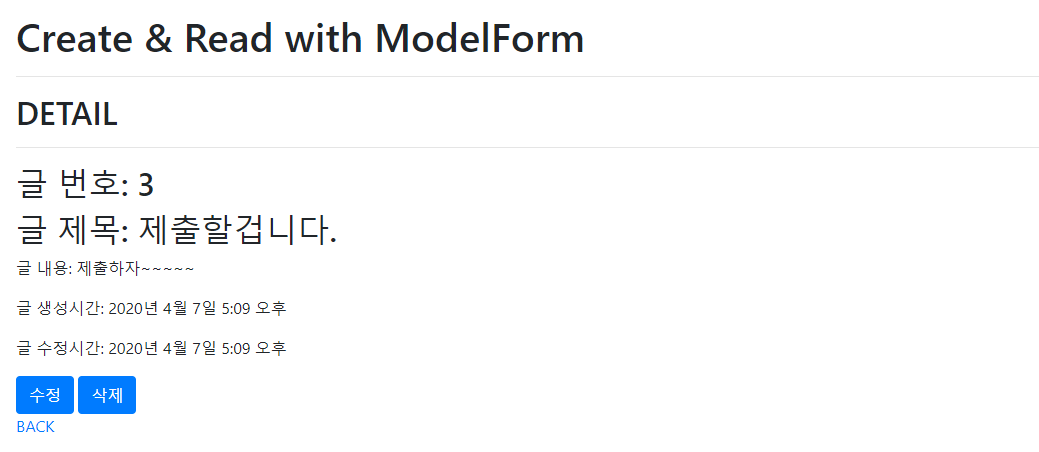 Create & Read with ModelForm
DETAIL
글 번호: 3
글 제목: 제출할겁니다.
글 내용: 제출하자~~~~~
글 생성시간: 2020년 4월 7일 5:09 오후
글 수정시간: 2020년 4월 7일 5:09 오후
수정 삭제
BACK